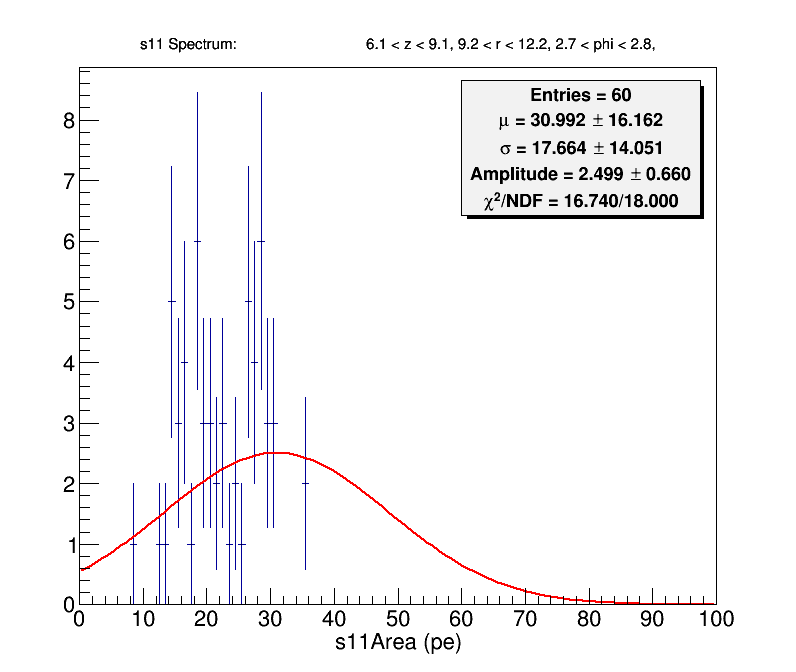 s11 Spectrum: 6.1 < z < 9.1, 9.2 < r < 12.2, 2.7 < phi < 2.8,
Entries = 60
μ = 30.992 ± 16.162
σ = 17.664 ± 14.051
Amplitude = 2.499 ± 0.660
χ²/NDF = 16.740/18.000
8
7
6
5
4
3
2
1
0
0 10 20 30 40 50 60 70 80 90 100
s11Area (pe)